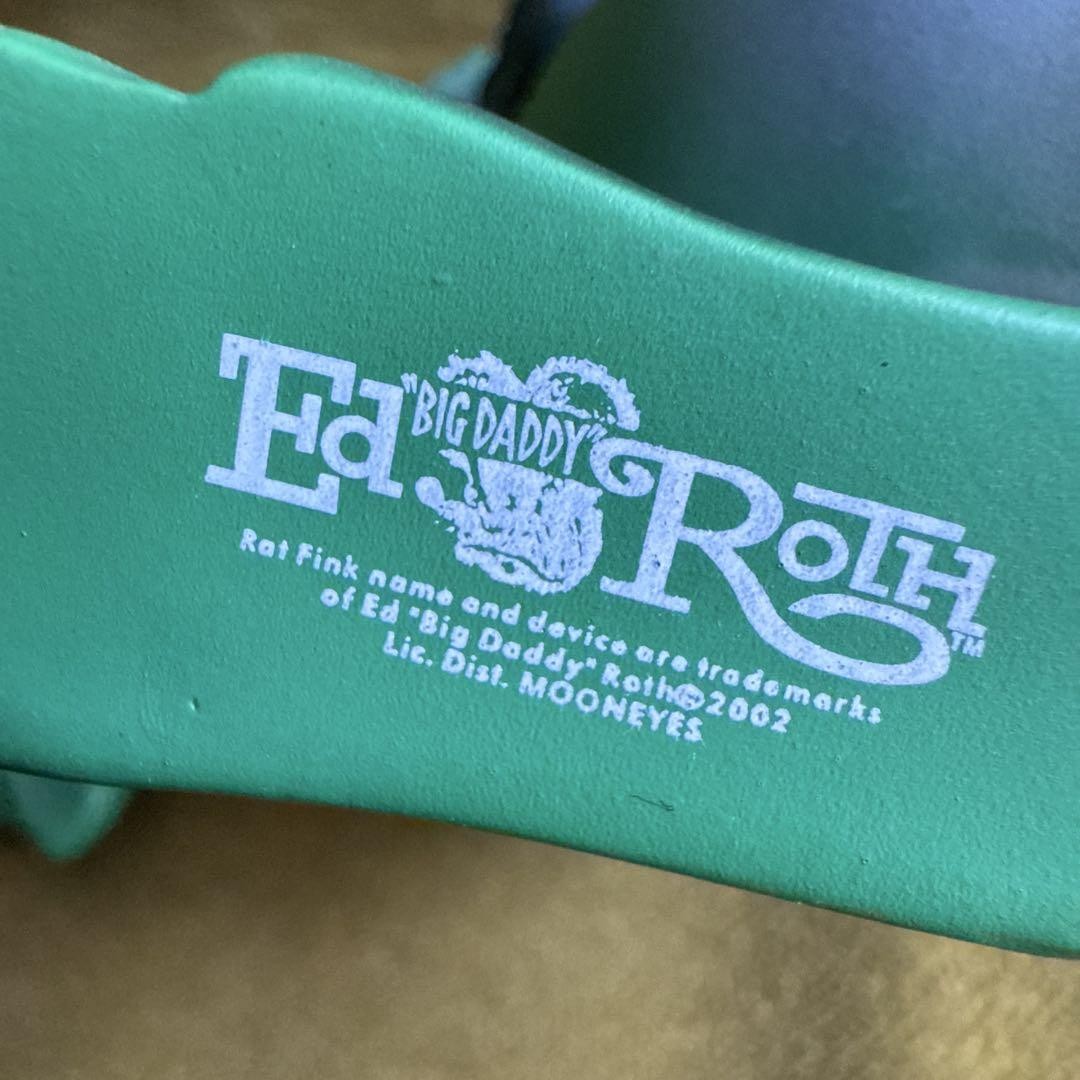 Ed "BIG DADDY" ROTH™
Rat Fink name and device are trademarks
of Ed "Big Daddy" Roth®©2002
Lic. Dist. MOONEYES